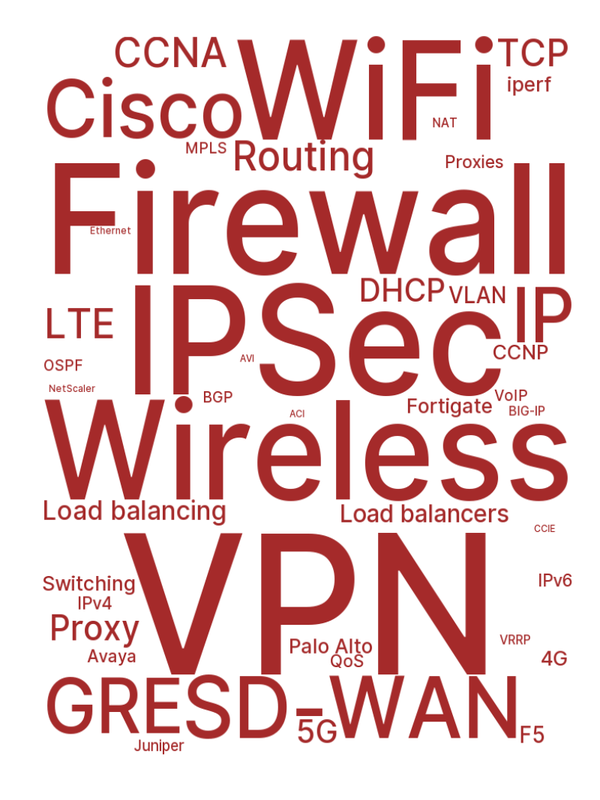 CCNA
WiFi
TCP
Cisco
iperf
NAT
MPLS
Routing
Proxies
Firewall
Ethernet
IPSec
DHCP
VLAN
IP
LTE
CCNP
AVI
OSPF
NetScaler
BGP
VoIP
Fortigate
BIG-IP
ACI
Wireless
Load balancing
Load balancers
CCIE
VPN
Switching
IPv6
IPv4
Proxy
VRRP
Palo Alto
Avaya
QoS
4G
GRE
SD-WAN
5G
F5
Juniper